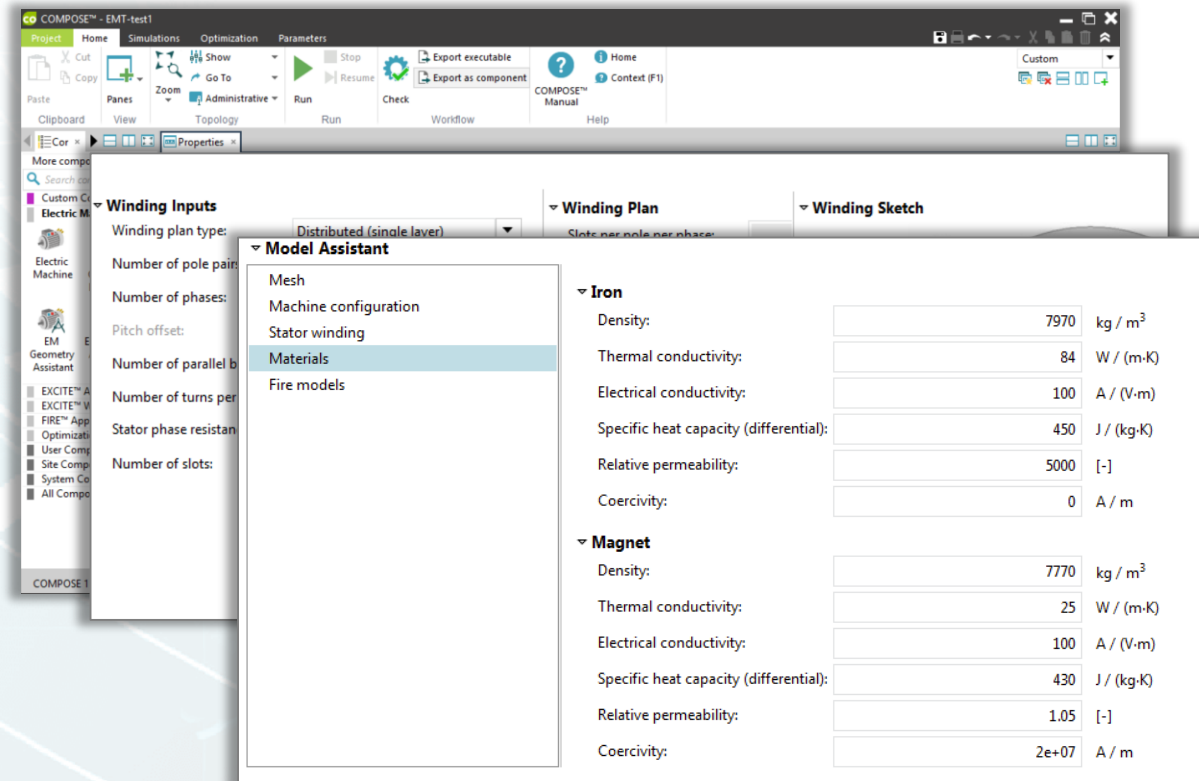 co COMPOSE™ - EMT-test1
Project Home Simulations Optimization Parameters
Cut
Copy
Paste
Clipboard
Panes
View
Zoom
Show
Go To
Administrative
Topology
Run
Stop
Resume
Run
Check
Export executable
Export as component
Workflow
COMPOSE™
Manual
Home
Context (F1)
Help
Custom
Cor × Properties ×
More compo
Search co
Custom Co
Electric M
Electric
Machine
EM
Geometry
Assistant
EXCITE™ A
EXCITE™ W
FIRE™ App
Optimizati
User Comp
Site Comp
System Co
All Compo
COMPOSE 1
Winding Inputs
Winding plan type: Distributed (single layer)
Number of pole pairs
Number of phases:
Pitch offset:
Number of parallel b
Number of turns per
Stator phase resistan
Number of slots:
Winding Plan
Slots per pole per phase:
Winding Sketch
Model Assistant
Mesh
Machine configuration
Stator winding
Materials
Fire models
Iron
Density: 7970 kg / m³
Thermal conductivity: 84 W / (m·K)
Electrical conductivity: 100 A / (V·m)
Specific heat capacity (differential): 450 J / (kg·K)
Relative permeability: 5000 [-]
Coercivity: 0 A / m
Magnet
Density: 7770 kg / m³
Thermal conductivity: 25 W / (m·K)
Electrical conductivity: 100 A / (V·m)
Specific heat capacity (differential): 430 J / (kg·K)
Relative permeability: 1.05 [-]
Coercivity: 2e+07 A / m